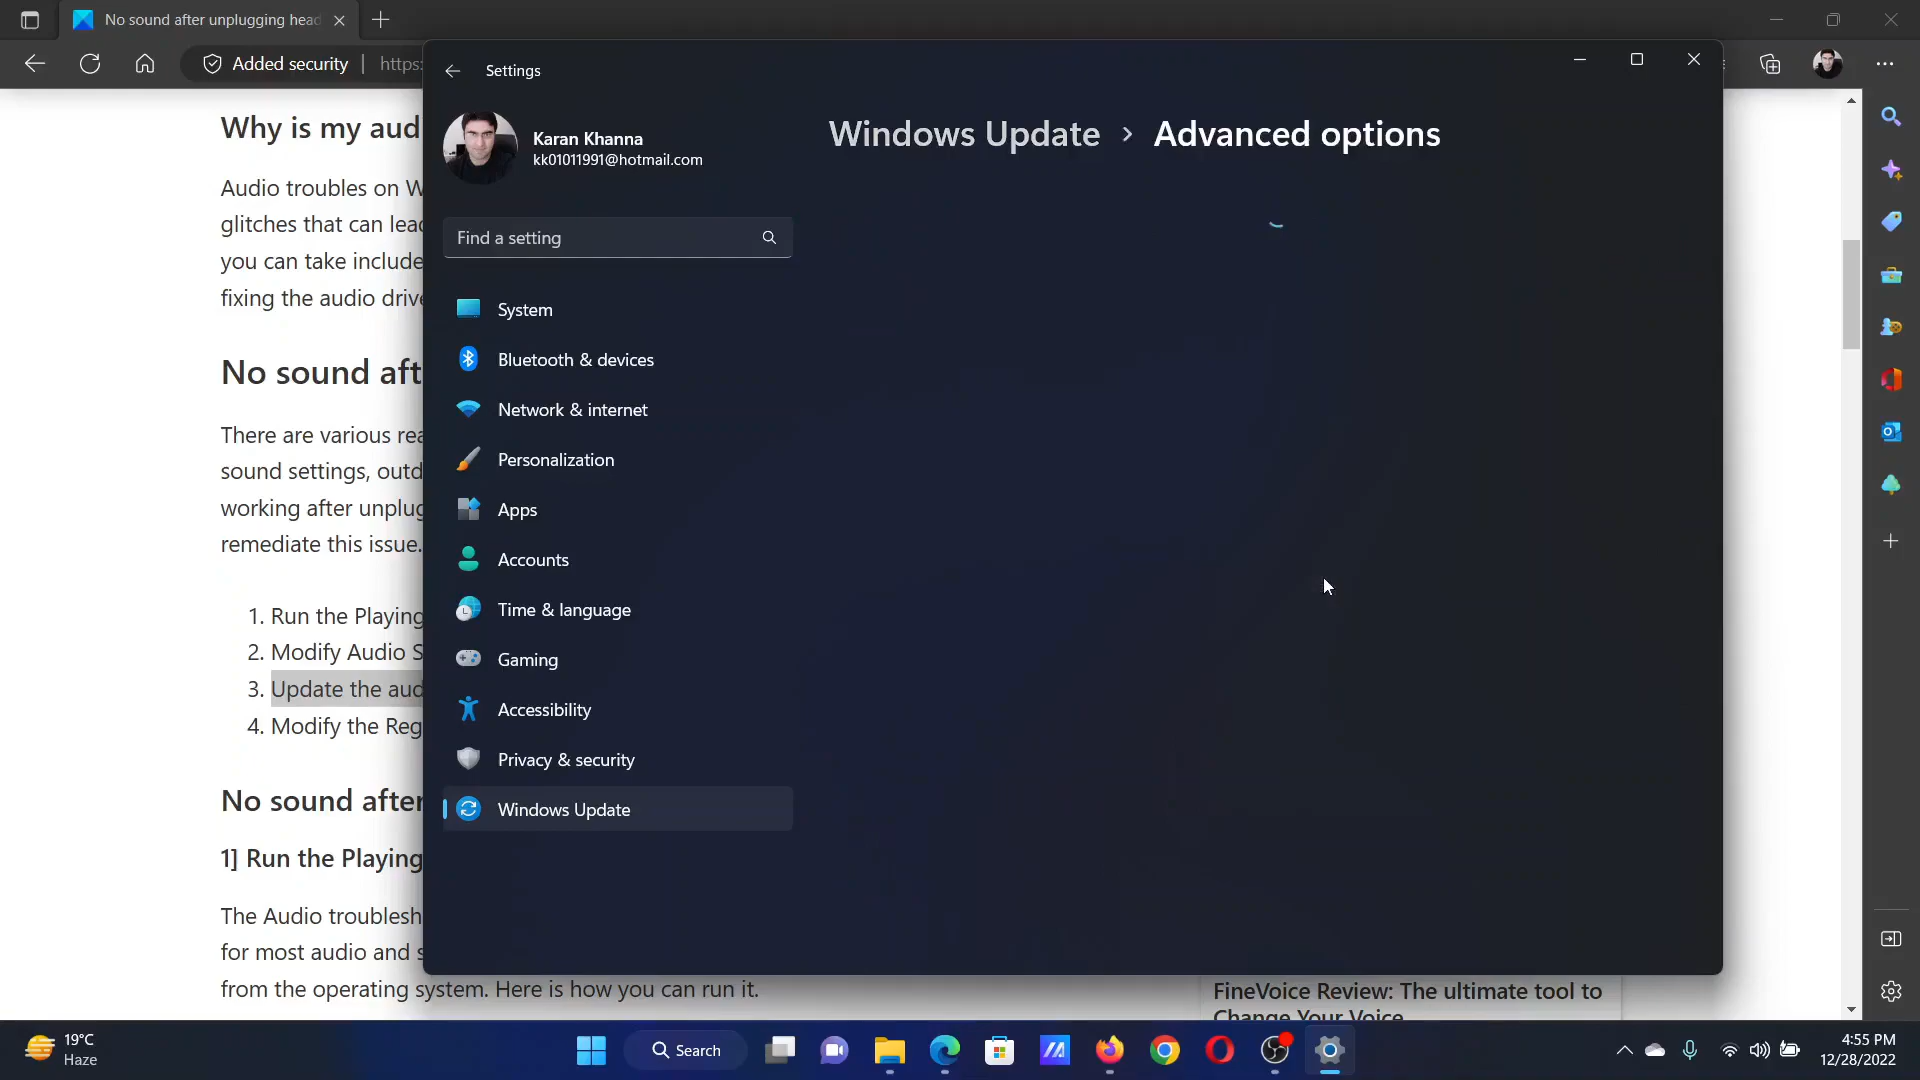 No sound after unplugging head
Added security
https:
Settings
Karan Khanna
kk01011991@hotmail.com
Find a setting
System
Bluetooth & devices
Network & internet
Personalization
Apps
Accounts
Time & language
Gaming
Accessibility
Privacy & security
Windows Update
Windows Update > Advanced options
Why is my aud
Audio troubles on W
glitches that can lead
you can take include
fixing the audio drive
No sound aft
There are various rea
sound settings, outd
working after unplug
remediate this issue.
1. Run the Playing
2. Modify Audio S
3. Update the aud
4. Modify the Reg
No sound after
1] Run the Playing
The Audio troublesh
for most audio and s
from the operating system. Here is how you can run it.
FineVoice Review: The ultimate tool to
Change Your Voice
19°C
Haze
Search
4:55 PM
12/28/2022